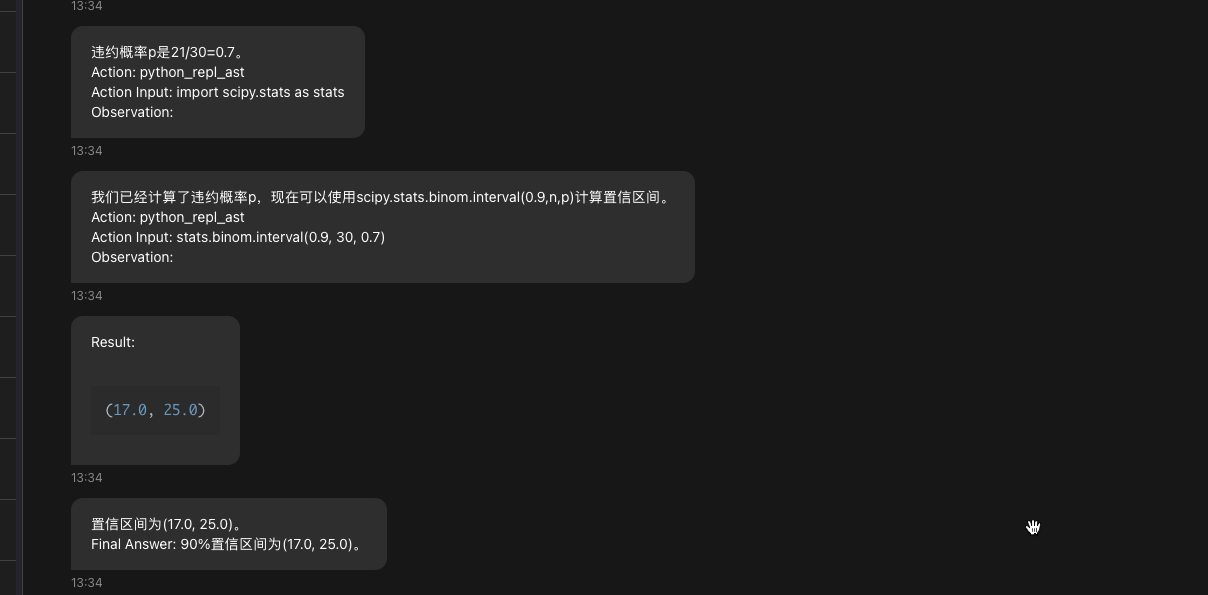 13:34
违约概率p是21/30=0.7。
Action: python_repl_ast
Action Input: import scipy.stats as stats
Observation:
13:34
我们已经计算了违约概率p，现在可以使用scipy.stats.binom.interval(0.9,n,p)计算置信区间。
Action: python_repl_ast
Action Input: stats.binom.interval(0.9, 30, 0.7)
Observation:
13:34
Result:
(17.0, 25.0)
13:34
置信区间为(17.0, 25.0)。
Final Answer: 90%置信区间为(17.0, 25.0)。
13:34